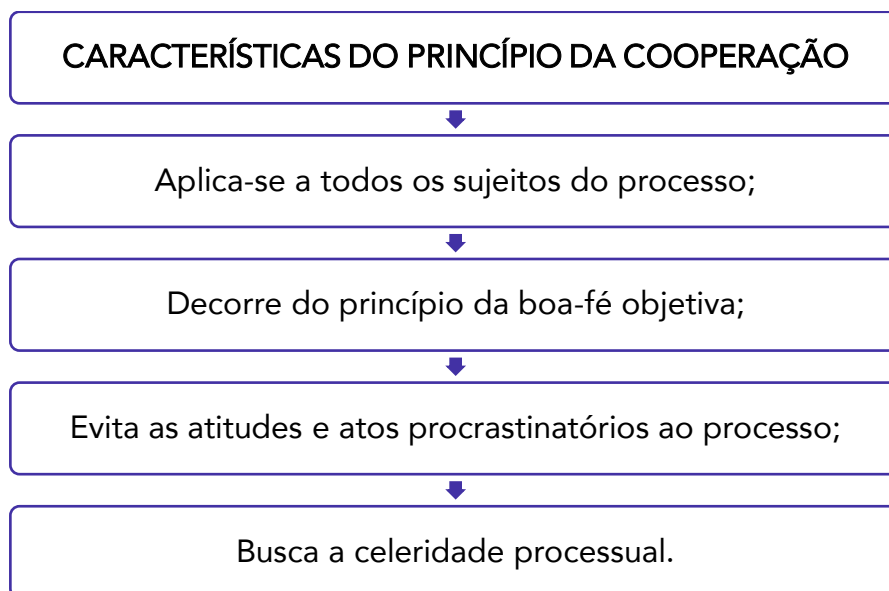 CARACTERÍSTICAS DO PRINCÍPIO DA COOPERAÇÃO
Aplica-se a todos os sujeitos do processo;
Decorre do princípio da boa-fé objetiva;
Evita as atitudes e atos procrastinatórios ao processo;
Busca a celeridade processual.